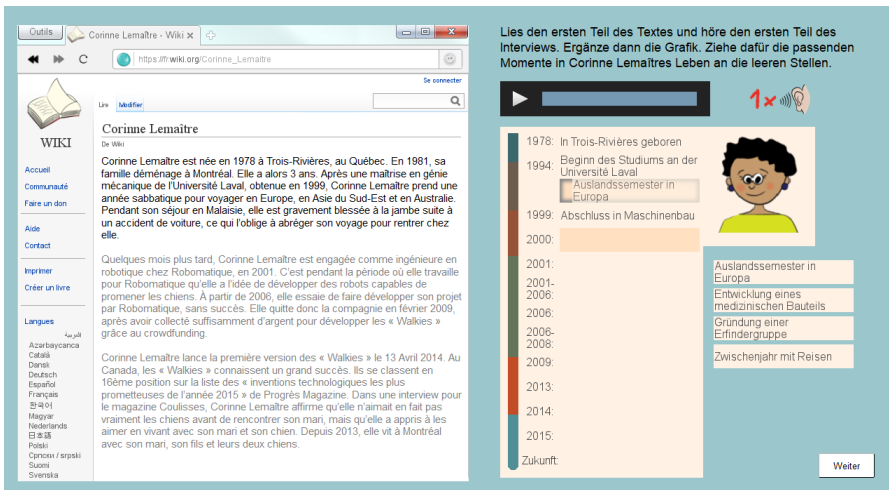 Outils
Corinne Lemaître - Wiki x
https://fr.wiki.org/Corinne_Lemaitre
Se connecter
Lire Modifier
WIKI
Accueil
Communauté
Faire un don
Aide
Contact
Imprimer
Créer un livre
Langues
العربية
Azərbaycanca
Català
Dansk
Deutsch
Español
Français
한국어
Magyar
Nederlands
日本語
Polski
Српски / srpski
Suomi
Svenska
Corinne Lemaître
De Wiki
Corinne Lemaître est née en 1978 à Trois-Rivières, au Québec. En 1981, sa
famille déménage à Montréal. Elle a alors 3 ans. Après une maîtrise en génie
mécanique de l'Université Laval, obtenue en 1999, Corinne Lemaître prend une
année sabbatique pour voyager en Europe, en Asie du Sud-Est et en Australie.
Pendant son séjour en Malaisie, elle est gravement blessée à la jambe suite à
un accident de voiture, ce qui l'oblige à abréger son voyage pour rentrer chez
elle.
Quelques mois plus tard, Corinne Lemaître est engagée comme ingénieure en
robotique chez Robomatique, en 2001. C'est pendant la période où elle travaille
pour Robomatique qu'elle a l'idée de développer des robots capables de
promener les chiens. À partir de 2006, elle essaie de faire développer son projet
par Robomatique, sans succès. Elle quitte donc la compagnie en février 2009,
après avoir collecté suffisamment d'argent pour développer les « Walkies »
grâce au crowdfunding.
Corinne Lemaître lance la première version des « Walkies » le 13 Avril 2014. Au
Canada, les « Walkies » connaissent un grand succès. Ils se classent en
16ème position sur la liste des « inventions technologiques les plus
prometteuses de l'année 2015 » de Progrès Magazine. Dans une interview pour
le magazine Coulisses, Corinne Lemaître affirme qu'elle n'aimait en fait pas
vraiment les chiens avant de rencontrer son mari, mais qu'elle a appris à les
aimer en vivant avec son mari et son chien. Depuis 2013, elle vit à Montréal
avec son mari, son fils et leurs deux chiens.
Lies den ersten Teil des Textes und höre den ersten Teil des
Interviews. Ergänze dann die Grafik. Ziehe dafür die passenden
Momente in Corinne Lemaîtres Leben an die leeren Stellen.
1x
1978: In Trois-Rivières geboren
1994: Beginn des Studiums an der
Université Laval
Auslandssemester in
Europa
1999: Abschluss in Maschinenbau
2000:
2001:
2001-
2006:
2006:
2006-
2008:
2009:
2013:
2014:
2015:
Zukunft:
Auslandssemester in
Europa
Entwicklung eines
medizinischen Bauteils
Gründung einer
Erfindergruppe
Zwischenjahr mit Reisen
Weiter